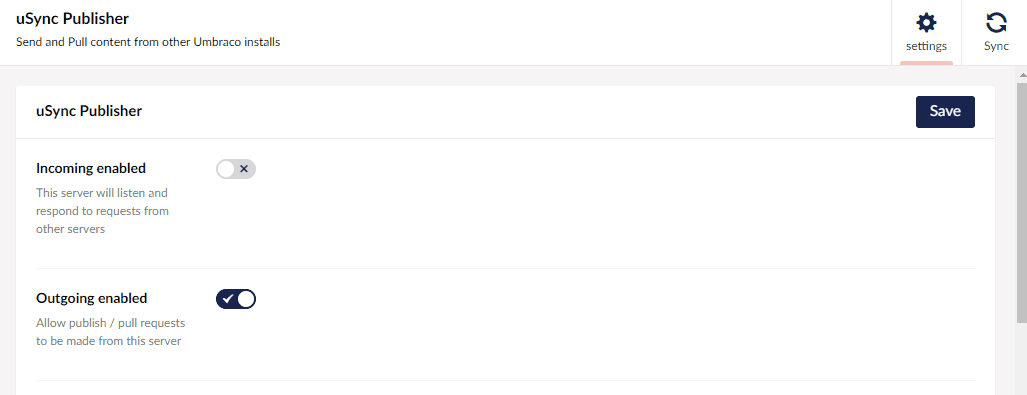 uSync Publisher
Send and Pull content from other Umbraco installs
settings
Sync
uSync Publisher
Save
Incoming enabled
This server will listen and
respond to requests from
other servers
Outgoing enabled
Allow publish / pull requests
to be made from this server